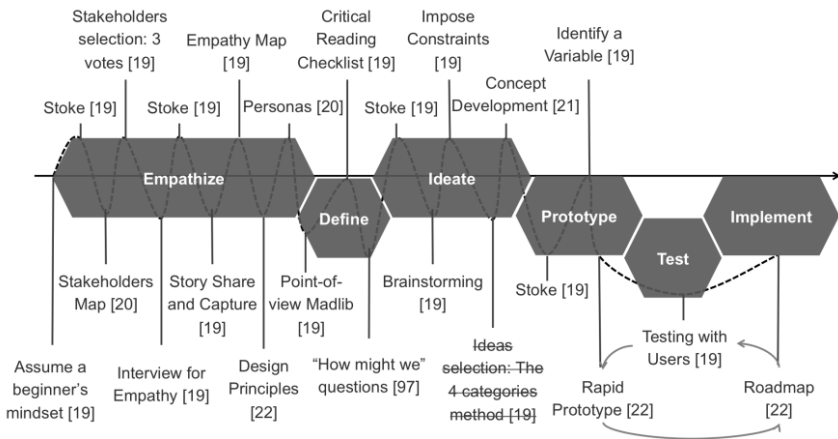 Stakeholders
selection: 3
votes [19]
Empathy Map
[19]
Critical
Reading
Checklist [19]
Impose
Constraints
[19]
Identify a
Variable [19]
Stoke [19]
Stoke [19]
Personas [20]
Stoke [19]
Concept
Development [21]
Empathize
Define
Ideate
Prototype
Test
Implement
Stakeholders
Map [20]
Story Share
and Capture
[19]
Point-of-
view Madlib
[19]
Brainstorming
[19]
Stoke [19]
Testing with
Users [19]
Assume a
beginner's
mindset [19]
Interview for
Empathy [19]
Design
Principles
[22]
“How might we”
questions [97]
Ideas
selection: The
4 categories
method [19]
Rapid
Prototype [22]
Roadmap
[22]